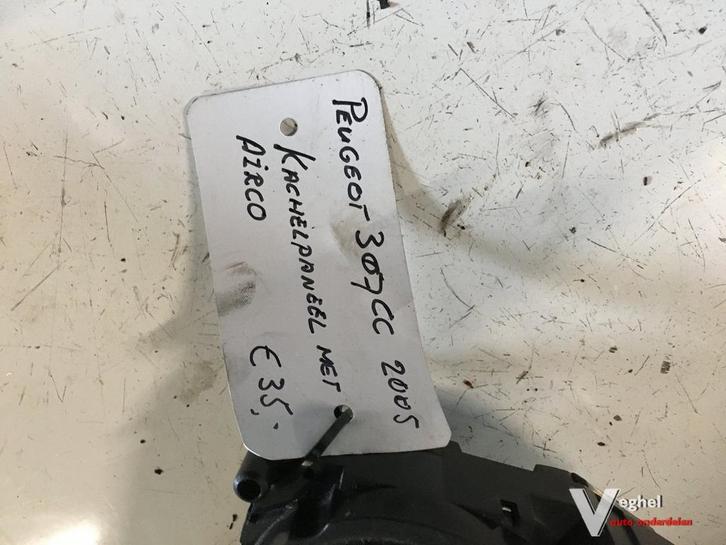 PEUGEOT 307CC 2005
KACHELPANEEL MET
AIRCO
€35,-
Veghel
auto onderdelen